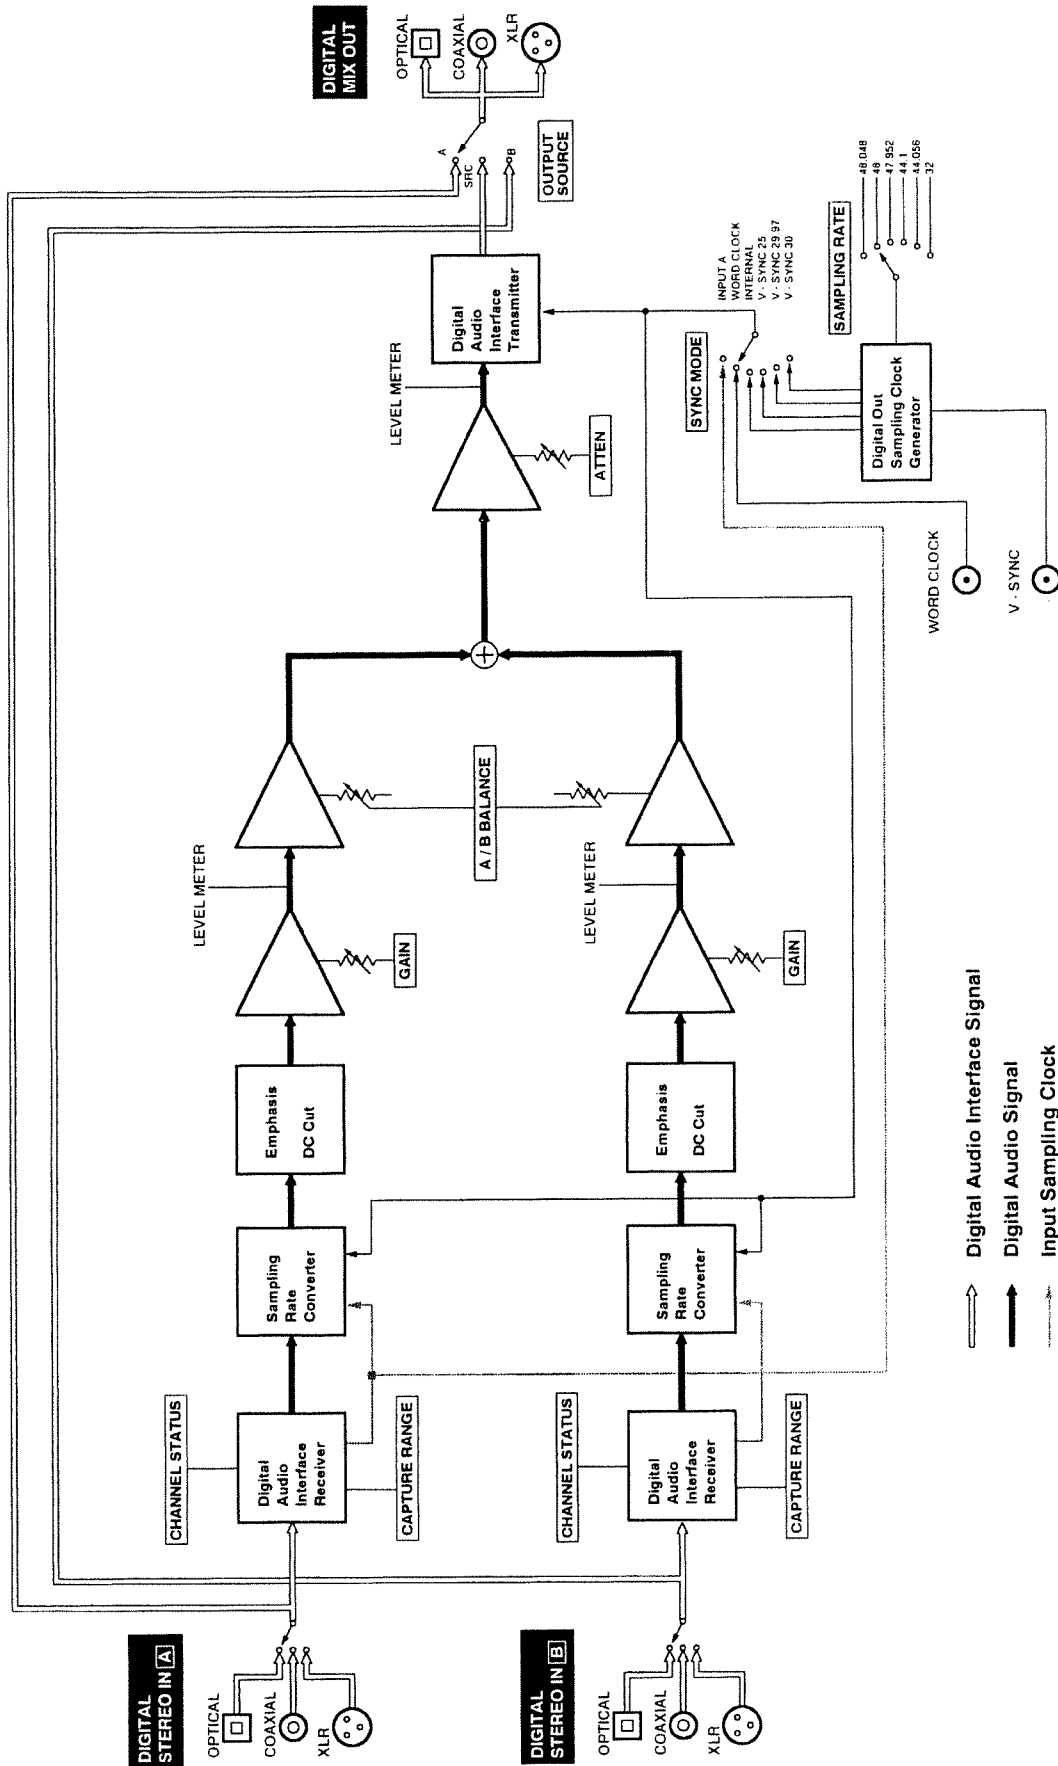 DIGITAL
STEREO IN A
OPTICAL
COAXIAL
XLR
CHANNEL STATUS
Digital
Audio
Interface
Receiver
CAPTURE RANGE
Sampling
Rate
Converter
Emphasis
DC Cut
GAIN
LEVEL METER
A / B BALANCE
DIGITAL
STEREO IN B
OPTICAL
COAXIAL
XLR
CHANNEL STATUS
Digital
Audio
Interface
Receiver
CAPTURE RANGE
Sampling
Rate
Converter
Emphasis
DC Cut
GAIN
LEVEL METER
LEVEL METER
ATTEN
Digital
Audio
Interface
Transmitter
A
SRC
B
OUTPUT
SOURCE
DIGITAL
MIX OUT
OPTICAL
COAXIAL
XLR
SYNC MODE
INPUT A
WORD CLOCK
INTERNAL
V - SYNC 25
V - SYNC 29.97
V - SYNC 30
SAMPLING RATE
48.048
48
47.952
44.1
44.056
32
Digital Out
Sampling Clock
Generator
WORD CLOCK
V - SYNC
Digital Audio Interface Signal
Digital Audio Signal
Input Sampling Clock